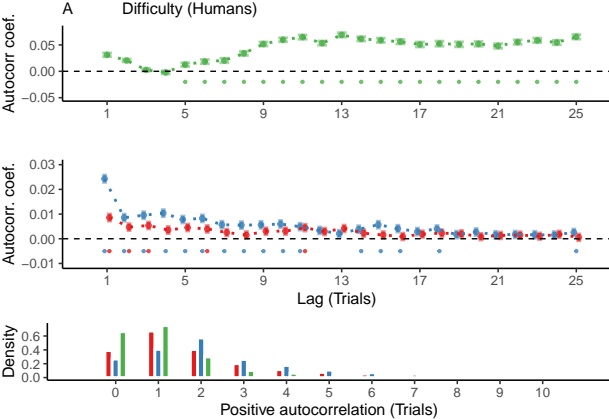 A Difficulty (Humans)
Autocorr coef.
0.05
0.00
−0.05
1 5 9 13 17 21 25
Autocorr. coef.
0.03
0.02
0.01
0.00
−0.01
1 5 9 13 17 21 25
Lag (Trials)
Density
0.6
0.4
0.2
0.0
0 1 2 3 4 5 6 7 8 9 10
Positive autocorrelation (Trials)